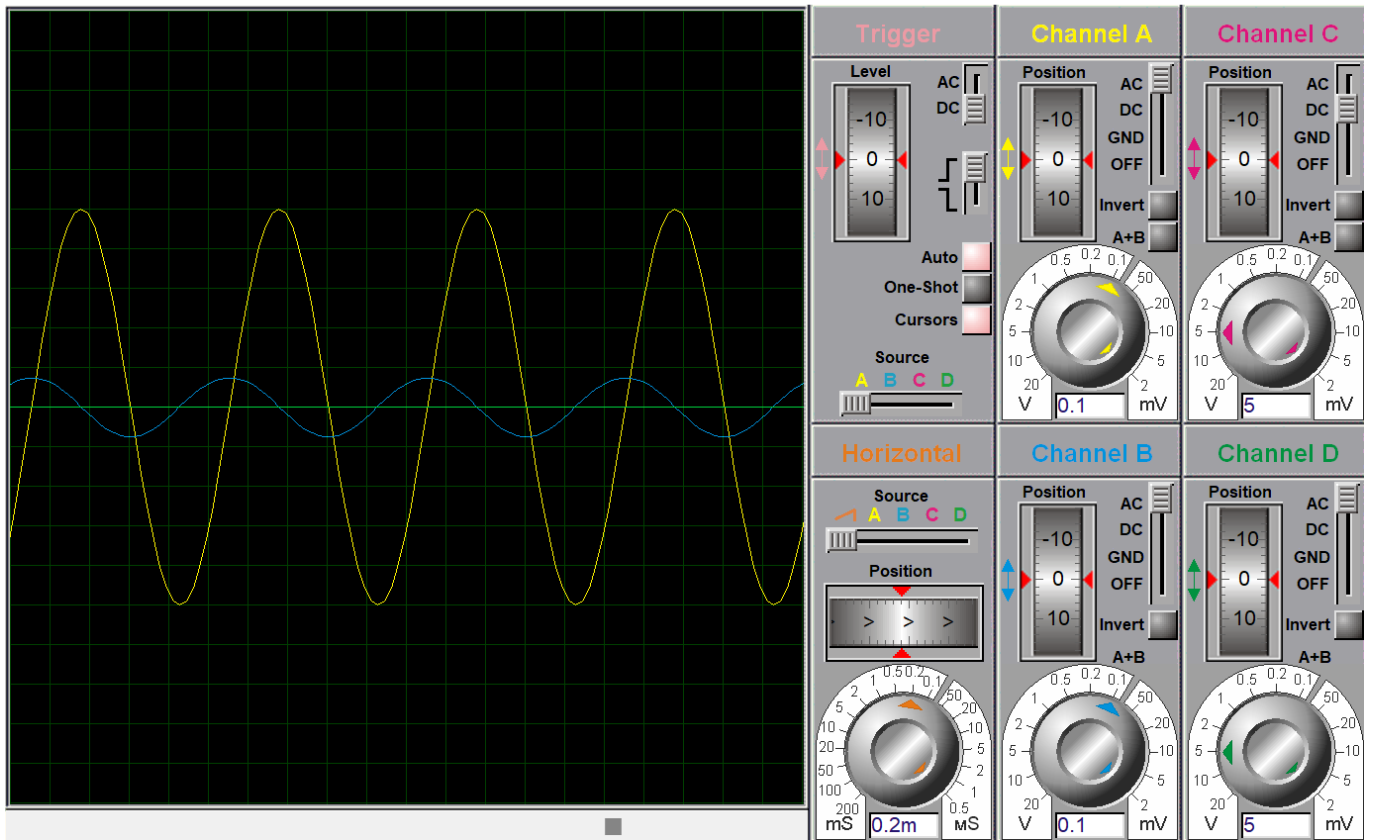 Trigger
Level
AC
DC
-10
0
10
Auto
One-Shot
Cursors
Source
A B C D
Channel A
Position
AC
DC
GND
OFF
-10
0
10
Invert
A+B
20 10 5 2 1 0.5 0.2 0.1 50 20 10 5 2
V 0.1 mV
Channel C
Position
AC
DC
GND
OFF
-10
0
10
Invert
A+B
20 10 5 2 1 0.5 0.2 0.1 50 20 10 5 2
V 5 mV
Horizontal
Source
A B C D
Position
> > >
200 100 50 20 10 5 2 1 0.5 0.2 0.1 50 20 10 5 2 1 0.5
mS 0.2m мS
Channel B
Position
AC
DC
GND
OFF
-10
0
10
Invert
A+B
20 10 5 2 1 0.5 0.2 0.1 50 20 10 5 2
V 0.1 mV
Channel D
Position
AC
DC
GND
OFF
-10
0
10
Invert
A+B
20 10 5 2 1 0.5 0.2 0.1 50 20 10 5 2
V 5 mV